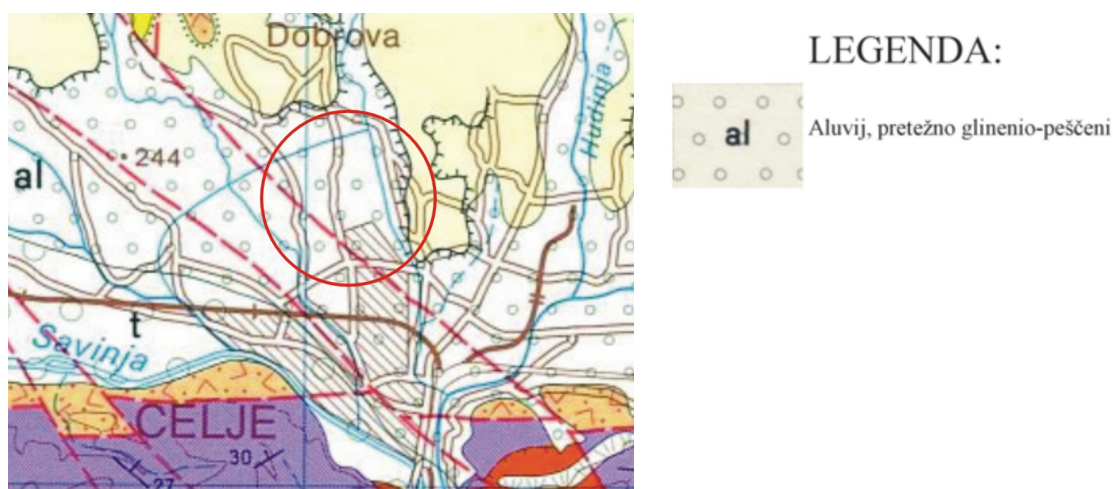 Dobrova
Hudinja
244
al
t
Savinja
CELJE
30
27
LEGENDA:
al
Aluvij, pretežno glinenio-peščeni